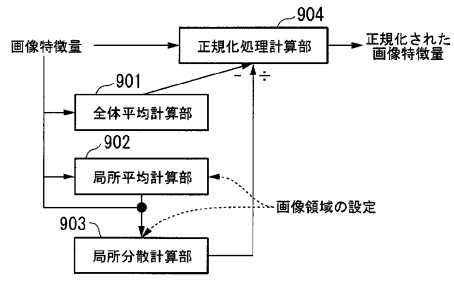 904
画像特徴量
正規化処理計算部
正規化された
画像特徴量
- ÷
901
全体平均計算部
902
局所平均計算部
画像領域の設定
903
局所分散計算部